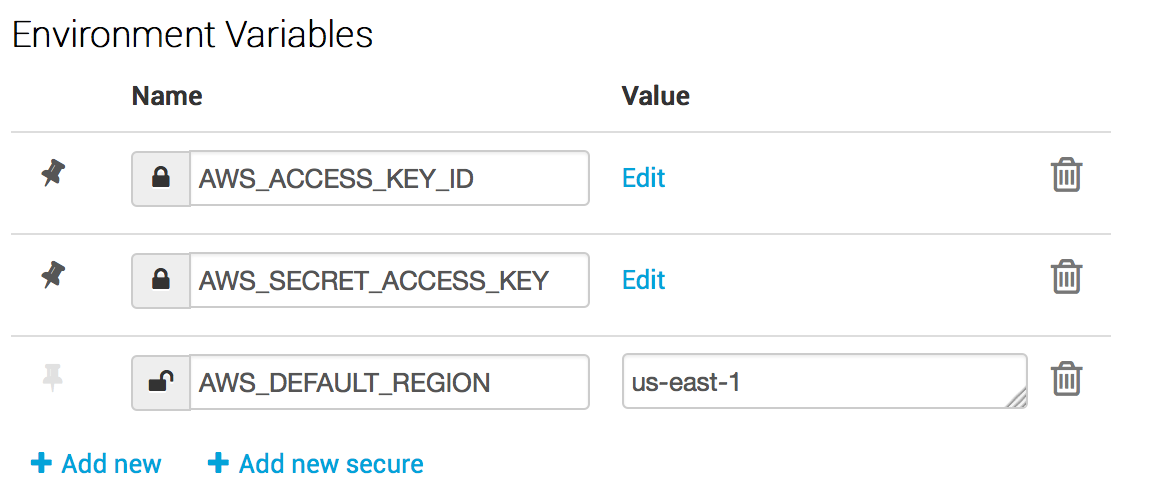 Environment Variables
Name Value
AWS_ACCESS_KEY_ID Edit
AWS_SECRET_ACCESS_KEY Edit
AWS_DEFAULT_REGION us-east-1
Add new Add new secure